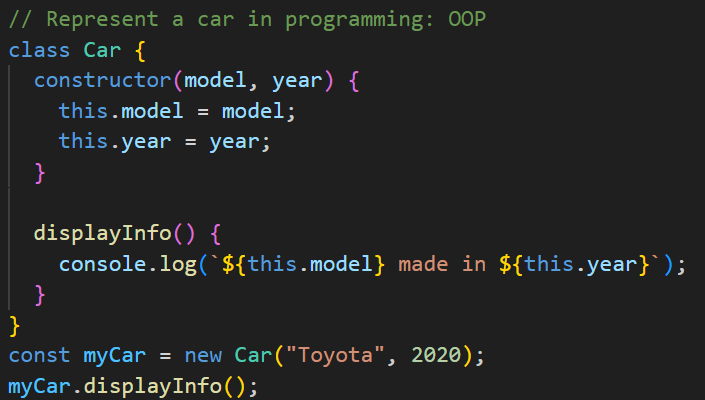 // Represent a car in programming: OOP
class Car {
  constructor(model, year) {
    this.model = model;
    this.year = year;
  }

  displayInfo() {
    console.log(`${this.model} made in ${this.year}`);
  }
}
const myCar = new Car("Toyota", 2020);
myCar.displayInfo();